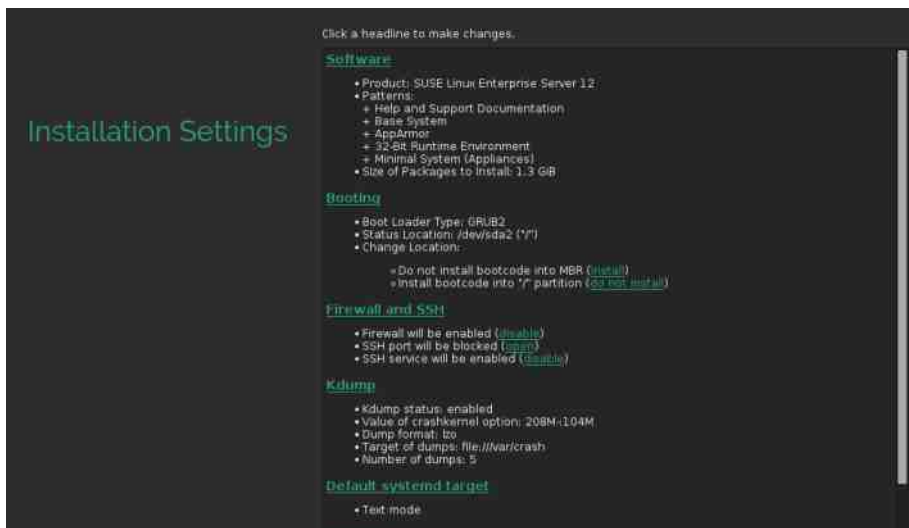 Click a headline to make changes.
Installation Settings
Software
• Product: SUSE Linux Enterprise Server 12
• Patterns:
+ Help and Support Documentation
+ Base System
+ AppArmor
+ 32-Bit Runtime Environment
+ Minimal System (Appliances)
• Size of Packages to Install: 1.3 GiB
Booting
• Boot Loader Type: GRUB2
• Status Location: /dev/sda2 ("/")
• Change Location:
Do not install bootcode into MBR (install)
Install bootcode into "/" partition (do not install)
Firewall and SSH
• Firewall will be enabled (disable)
• SSH port will be blocked (open)
• SSH service will be enabled (disable)
Kdump
• Kdump status: enabled
• Value of crashkernel option: 208M-:104M
• Dump format: lzo
• Target of dumps: file:///var/crash
• Number of dumps: 5
Default systemd target
• Text mode